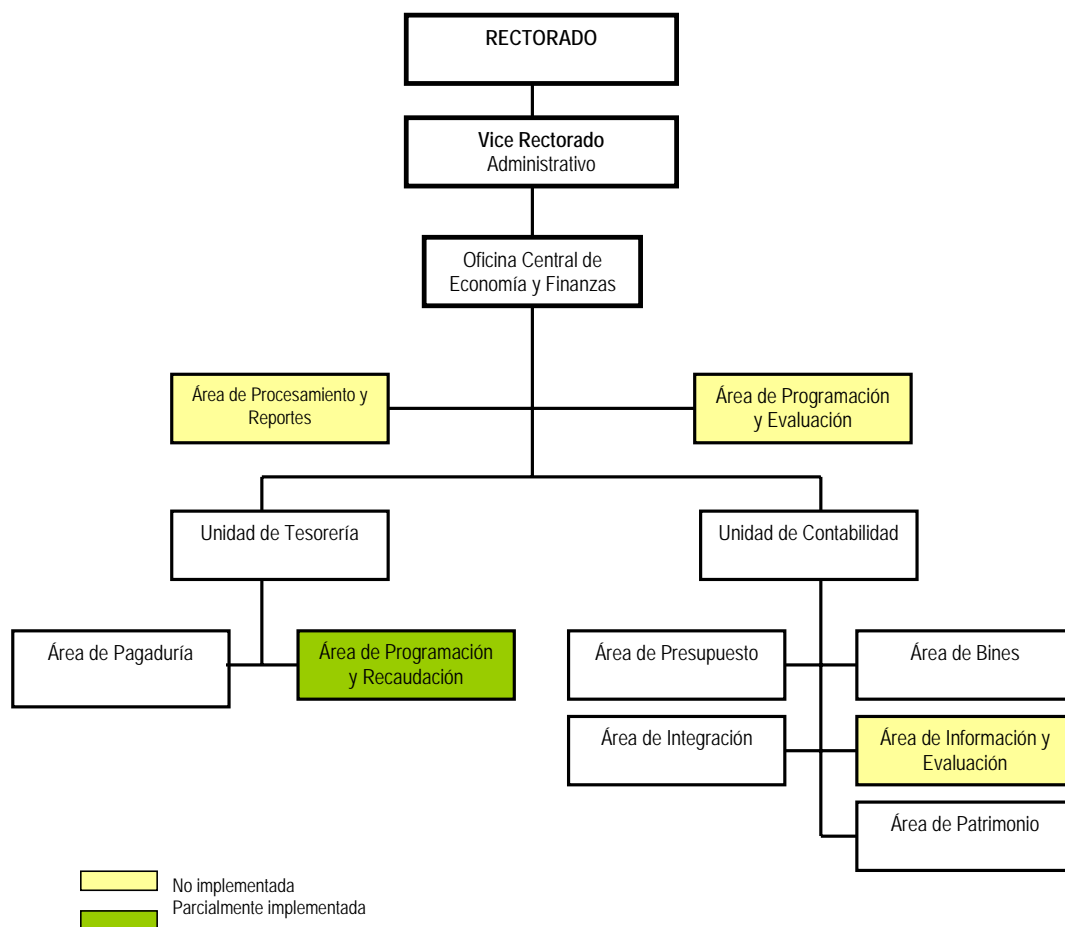 RECTORADO
Vice Rectorado
Administrativo
Oficina Central de
Economía y Finanzas
Área de Procesamiento y
Reportes
Área de Programación
y Evaluación
Unidad de Tesorería
Unidad de Contabilidad
Área de Pagaduría
Área de Programación
y Recaudación
Área de Presupuesto
Área de Bines
Área de Integración
Área de Información y
Evaluación
Área de Patrimonio
No implementada
Parcialmente implementada